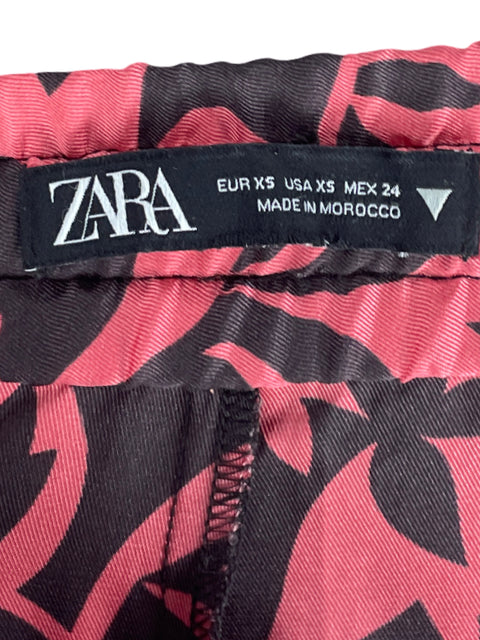 ZARA
EUR XS USA XS MEX 24
MADE IN MOROCCO